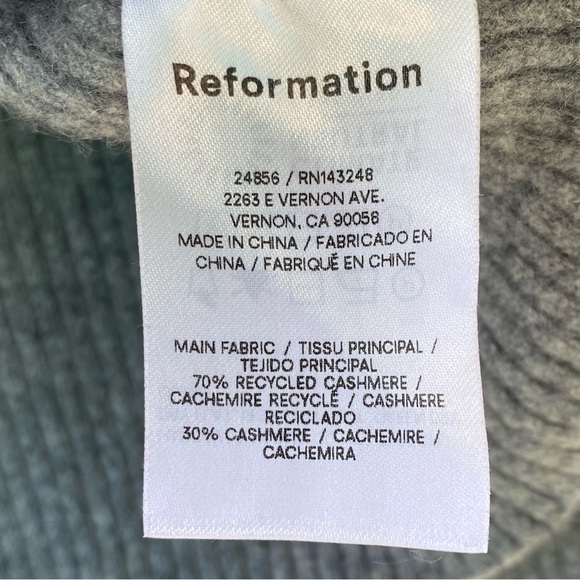 Reformation
24856 / RN143248
2263 E VERNON AVE.
VERNON, CA 90058
MADE IN CHINA / FABRICADO EN
CHINA / FABRIQUÉ EN CHINE
MAIN FABRIC / TISSU PRINCIPAL /
TEJIDO PRINCIPAL
70% RECYCLED CASHMERE /
CACHEMIRE RECYCLÉ / CASHMERE
RECICLADO
30% CASHMERE / CACHEMIRE /
CACHEMIRA